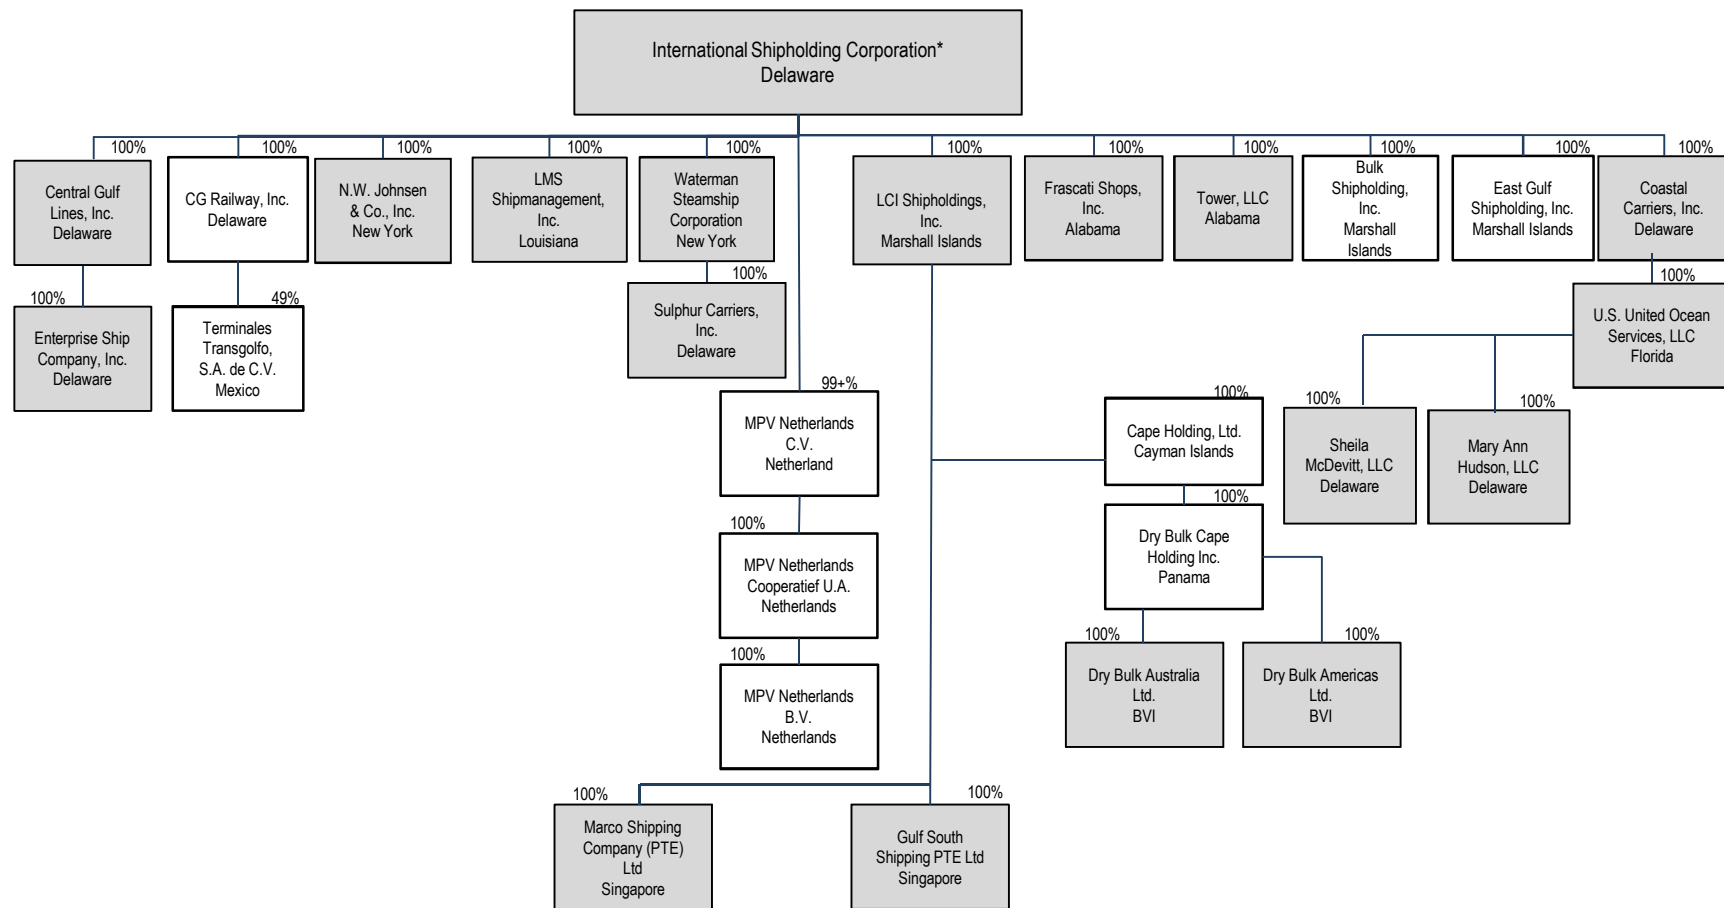 International Shipholding Corporation*
Delaware
100%
100%
100%
100%
100%
100%
100%
100%
100%
100%
100%
Central Gulf
Lines, Inc.
Delaware
CG Railway, Inc.
Delaware
N.W. Johnsen
& Co., Inc.
New York
LMS
Shipmanagement,
Inc.
Louisiana
Waterman
Steamship
Corporation
New York
LCI Shipholdings,
Inc.
Marshall Islands
Frascati Shops,
Inc.
Alabama
Tower, LLC
Alabama
Bulk
Shipholding,
Inc.
Marshall
Islands
East Gulf
Shipholding, Inc.
Marshall Islands
Coastal
Carriers, Inc.
Delaware
100%
Enterprise Ship
Company, Inc.
Delaware
49%
Terminales
Transgolfo,
S.A. de C.V.
Mexico
100%
Sulphur Carriers,
Inc.
Delaware
100%
U.S. United Ocean
Services, LLC
Florida
99+%
MPV Netherlands
C.V.
Netherland
100%
Cape Holding, Ltd.
Cayman Islands
100%
Sheila
McDevitt, LLC
Delaware
100%
Mary Ann
Hudson, LLC
Delaware
100%
MPV Netherlands
Cooperatief U.A.
Netherlands
100%
Dry Bulk Cape
Holding Inc.
Panama
100%
MPV Netherlands
B.V.
Netherlands
100%
Dry Bulk Australia
Ltd.
BVI
100%
Dry Bulk Americas
Ltd.
BVI
100%
Marco Shipping
Company (PTE)
Ltd
Singapore
100%
Gulf South
Shipping PTE Ltd
Singapore